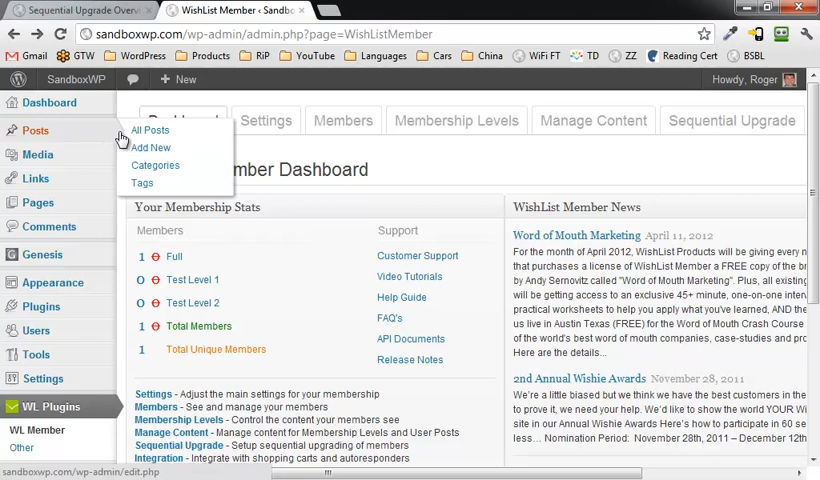 Sequential Upgrade Overv
WishList Member ‹ Sandbo
sandboxwp.com/wp-admin/admin.php?page=WishListMember
Gmail GTW WordPress Products RiP YouTube Languages Cars China WiFi FT TD ZZ Reading Cert BSBL
SandboxWP + New Howdy, Roger
Dashboard
Posts
Media
Links
Pages
Comments
Genesis
Appearance
Plugins
Users
Tools
Settings
WL Plugins
WL Member
Other
All Posts
Add New
Categories
Tags
Settings Members Membership Levels Manage Content Sequential Upgrade
mber Dashboard
Your Membership Stats
Members
1 Full
0 Test Level 1
0 Test Level 2
1 Total Members
1 Total Unique Members
Support
Customer Support
Video Tutorials
Help Guide
FAQ's
API Documents
Release Notes
Settings - Adjust the main settings for your membership
Members - See and manage your members
Membership Levels - Control the content your members see
Manage Content - Manage content for Membership Levels and User Posts
Sequential Upgrade - Setup sequential upgrading of members
Integration - Integrate with shopping carts and autoresponders
WishList Member News
Word of Mouth Marketing April 11, 2012
For the month of April 2012, WishList Products will be giving every n
that purchases a license of WishList Member a FREE copy of the br
by Andy Sernovitz called "Word of Mouth Marketing". Plus, all existing
will be getting access to an exclusive 45+ minute, one-on-one inter
practical worksheets to help you apply what you've learned, AND the
us live in Austin Texas (FREE) for the Word of Mouth Crash Course
of the world's best word of mouth companies, case-studies and pro
Here are the details...
2nd Annual Wishie Awards November 28, 2011
We're a little biased but we think we have the best customers in the
to prove it, we need your help. We'd like to show the world YOUR Wi
site in our Annual Wishie Awards Here's how to participate in 60 se
less… Nomination Period: November 28th, 2011 – December 12th
sandboxwp.com/wp-admin/edit.php